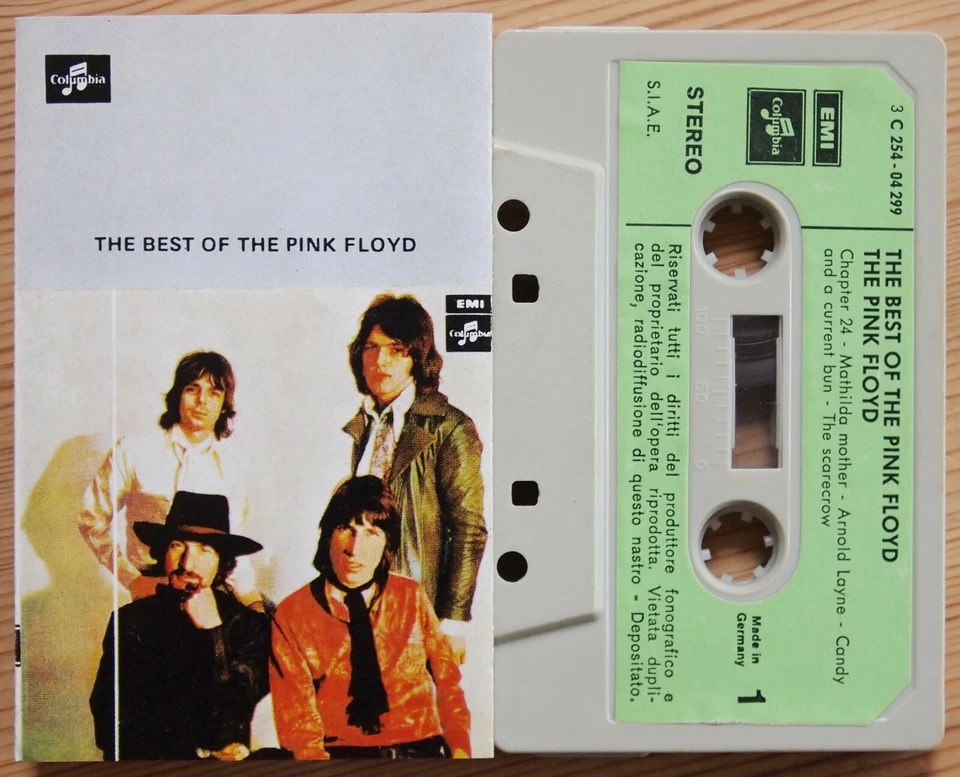 Columbia
THE BEST OF THE PINK FLOYD
EMI
Columbia
3 C 254-04299
EMI
Columbia
STEREO
S.I.A.E.
THE BEST OF THE PINK FLOYD
THE PINK FLOYD
Chapter 24 - Mathilda mother - Arnold Layne - Candy
and a current bun - The scarecrow
100
50
0
Made in
Germany
1
Riservati tutti i diritti del produttore fonografico e
del proprietario dell'opera riprodotta. Vietata dupli-
cazione, radiodiffusione di questo nastro - Depositato.